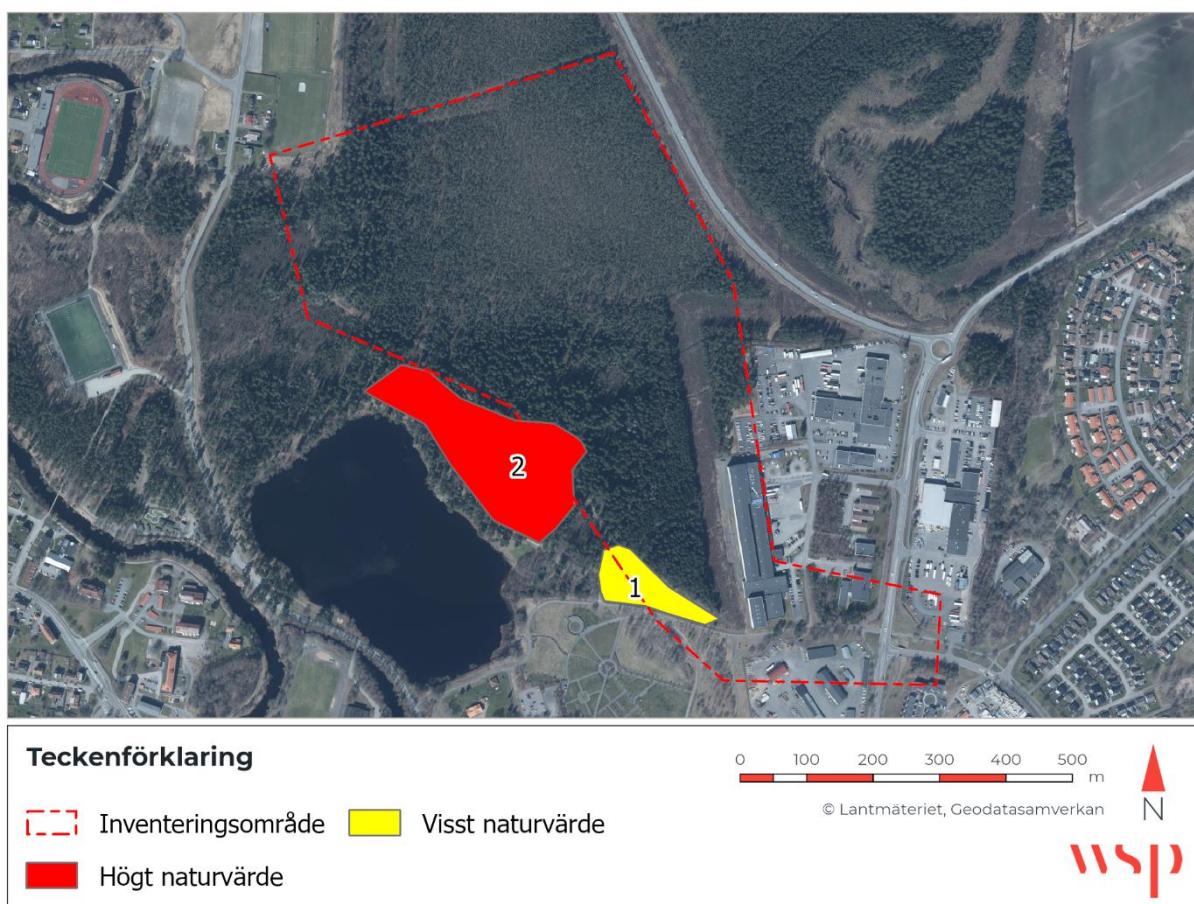 2
1
Teckenförklaring
0 100 200 300 400 500
m
© Lantmäteriet, Geodatasamverkan
N
Inventeringsområde
Visst naturvärde
Högt naturvärde
wsp